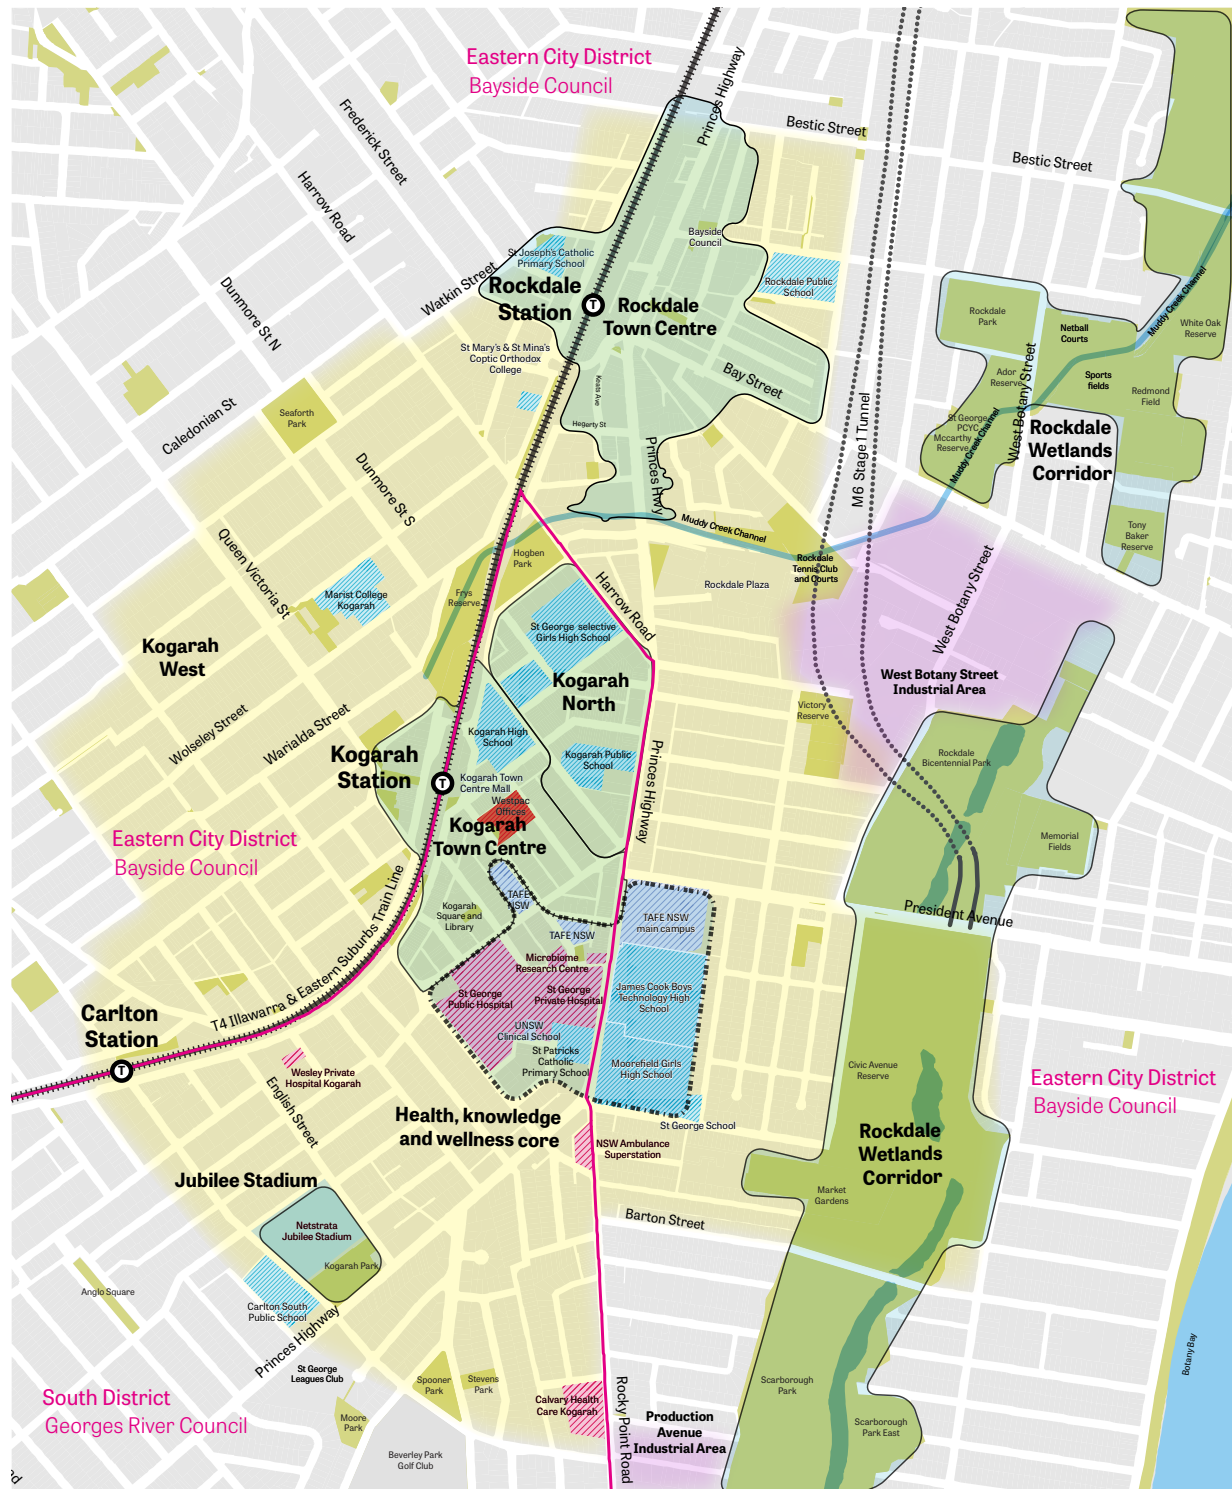 Eastern City District
Bayside Council
Princes Highway
Bestic Street
Bestic Street
Frederick Street
Harrow Road
Dunmore St N
Watkin Street
Caledonian St
St Joseph's Catholic
Primary School
Bayside
Council
Rockdale Public
School
Rockdale
Station
T
Rockdale
Town Centre
St Mary's & St Mina's
Coptic Orthodox
College
Keats Ave
Hegarty St
Bay Street
Princes Hwy
M6 Stage 1 Tunnel
Rockdale
Park
Netball
Courts
Muddy Creek Channel
White Oak
Reserve
Ador
Reserve
Sports
fields
Redmond
Field
West Botany Street
St George
PCYC
Mccarthy
Reserve
Muddy Creek Channel
Rockdale
Wetlands
Corridor
Tony
Baker
Reserve
Seaforth
Park
Dunmore St S
Queen Victoria St
Marist College
Kogarah
Hogben
Park
Frys
Reserve
Muddy Creek Channel
Rockdale
Tennis Club
and Courts
Rockdale Plaza
Harrow Road
West Botany Street
St George selective
Girls High School
Kogarah
West
Kogarah
North
West Botany Street
Industrial Area
Victory
Reserve
Wolseley Street
Warialda Street
Kogarah High
School
Kogarah Public
School
Princes Highway
Rockdale
Bicentennial Park
Kogarah
Station
T
Kogarah Town
Centre Mall
Westpac
Offices
Kogarah
Town Centre
Memorial
Fields
Eastern City District
Bayside Council
TAFE
NSW
Kogarah
Square and
Library
TAFE NSW
TAFE NSW
main campus
President Avenue
T4 Illawarra & Eastern Suburbs Train Line
Microbiome
Research Centre
St George
Public Hospital
St George
Private Hospital
James Cook Boys
Technology High
School
UNSW
Clinical School
St Patricks
Catholic
Primary School
Moorefield Girls
High School
Carlton
Station
T
Wesley Private
Hospital Kogarah
English Street
Civic Avenue
Reserve
Eastern City District
Bayside Council
Health, knowledge
and wellness core
St George School
NSW Ambulance
Superstation
Rockdale
Wetlands
Corridor
Jubilee Stadium
Market
Gardens
Netstrata
Jubilee Stadium
Barton Street
Kogarah Park
Anglo Square
Carlton South
Public School
Princes Highway
Botany Bay
St George
Leagues Club
Spooner
Park
Stevens
Park
Scarborough
Park
South District
Georges River Council
Moore
Park
Calvary Health
Care Kogarah
Rocky Point Road
Production
Avenue
Industrial Area
Scarborough
Park East
Beverley Park
Golf Club